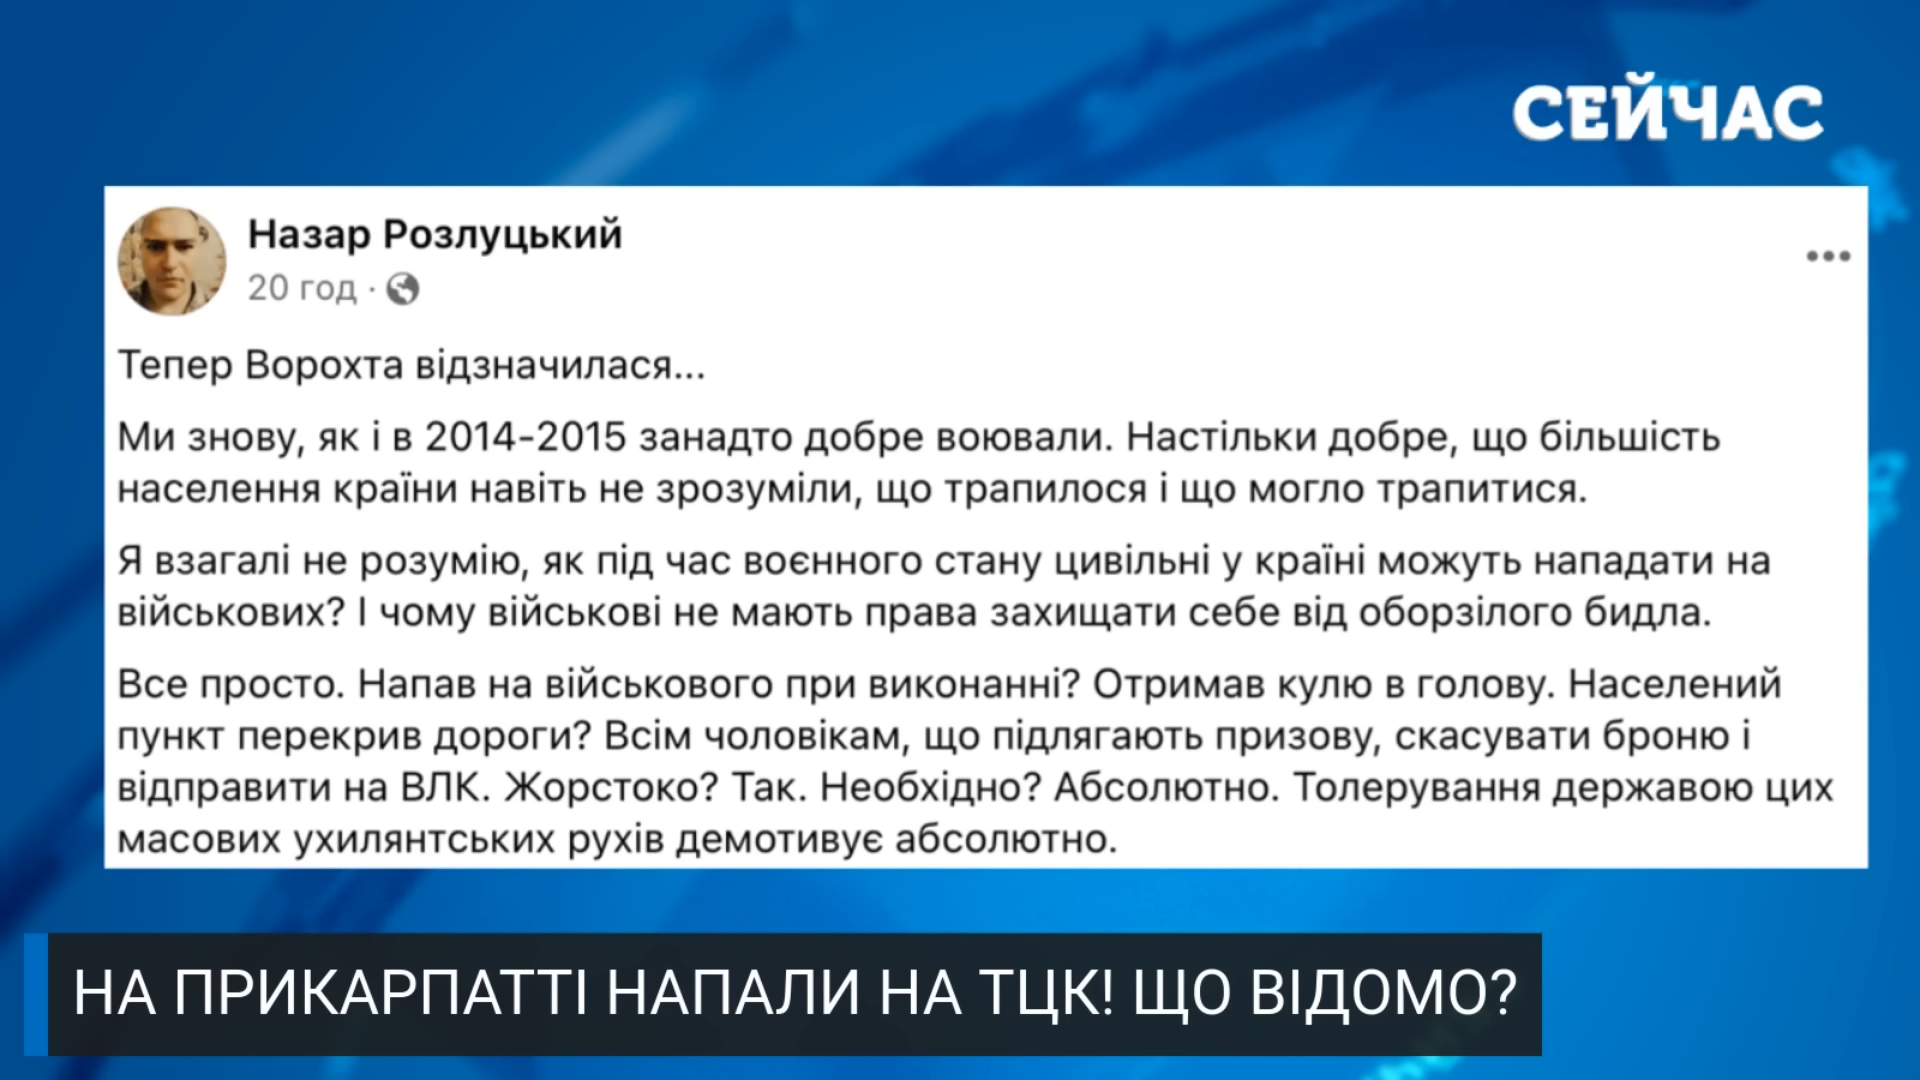 СЕЙЧАС
Назар Розлуцький
20 год ·
Тепер Ворохта відзначилася...
Ми знову, як і в 2014-2015 занадто добре воювали. Настільки добре, що більшість
населення країни навіть не зрозуміли, що трапилося і що могло трапитися.
Я взагалі не розумію, як під час воєнного стану цивільні у країні можуть нападати на
військових? І чому військові не мають права захищати себе від оборзілого бидла.
Все просто. Напав на військового при виконанні? Отримав кулю в голову. Населений
пункт перекрив дороги? Всім чоловікам, що підлягають призову, скасувати броню і
відправити на ВЛК. Жорстоко? Так. Необхідно? Абсолютно. Толерування державою цих
масових ухилянтських рухів демотивує абсолютно.
НА ПРИКАРПАТТІ НАПАЛИ НА ТЦК! ЩО ВІДОМО?